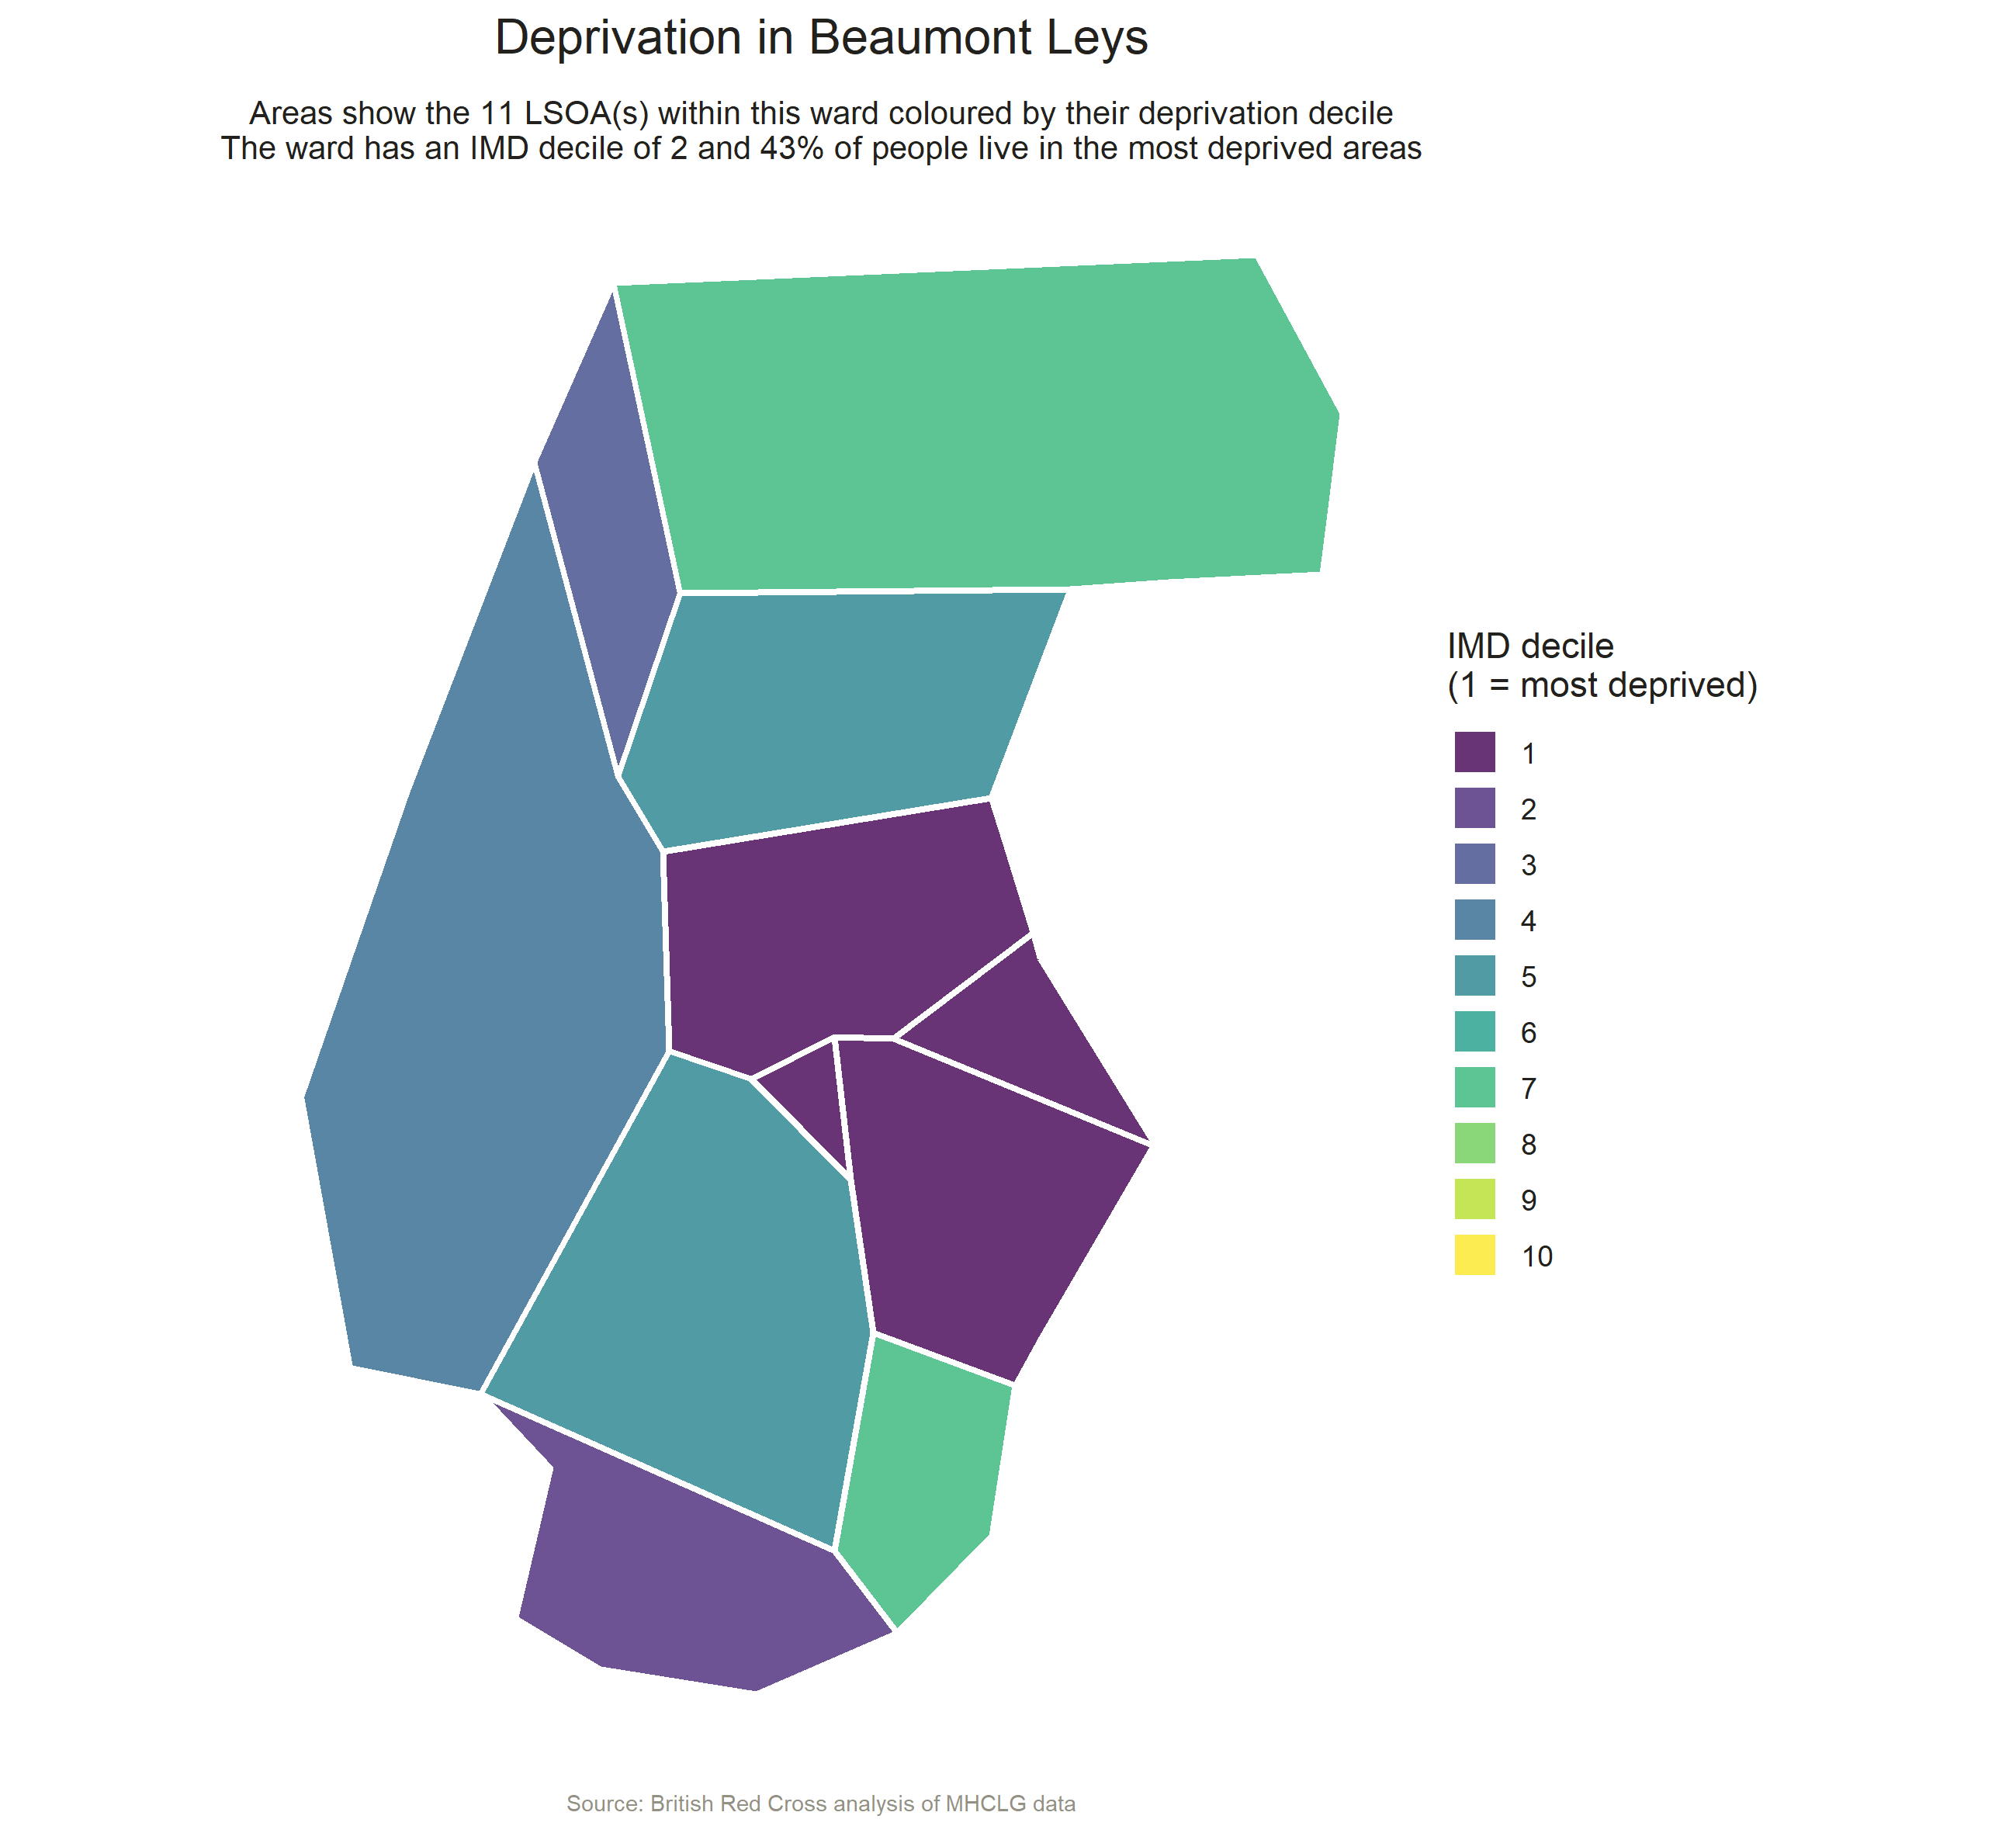 Deprivation in Beaumont Leys
Areas show the 11 LSOA(s) within this ward coloured by their deprivation decile
The ward has an IMD decile of 2 and 43% of people live in the most deprived areas
IMD decile
(1 = most deprived)
1
2
3
4
5
6
7
8
9
10
Source: British Red Cross analysis of MHCLG data